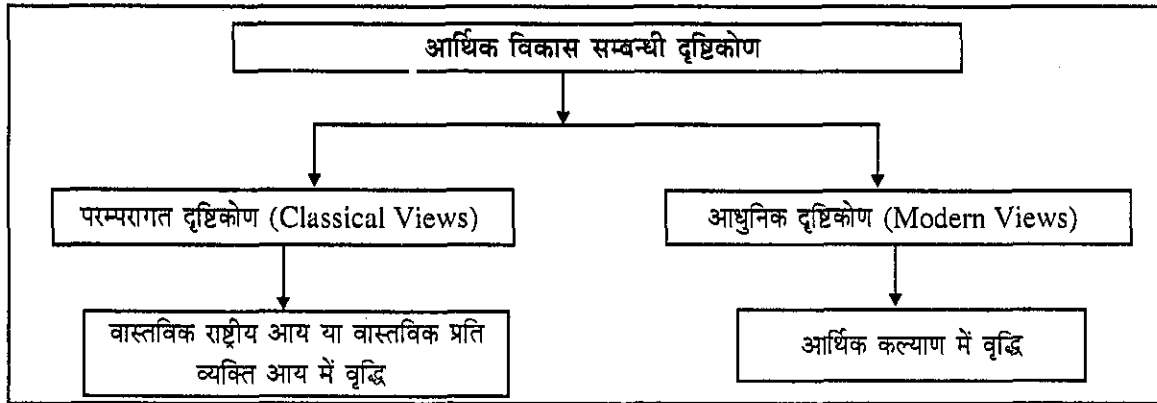 आर्थिक विकास सम्बन्धी दृष्टिकोण
परम्परागत दृष्टिकोण (Classical Views)
आधुनिक दृष्टिकोण (Modern Views)
वास्तविक राष्ट्रीय आय या वास्तविक प्रति
व्यक्ति आय में वृद्धि
आर्थिक कल्याण में वृद्धि